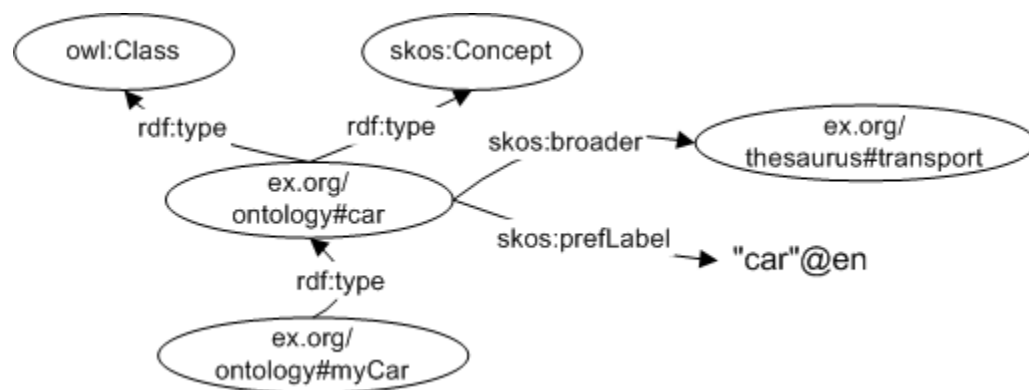 owl:Class
skos:Concept
rdf:type
rdf:type
skos:broader
ex.org/
thesaurus#transport
ex.org/
ontology#car
skos:prefLabel
"car"@en
rdf:type
ex.org/
ontology#myCar